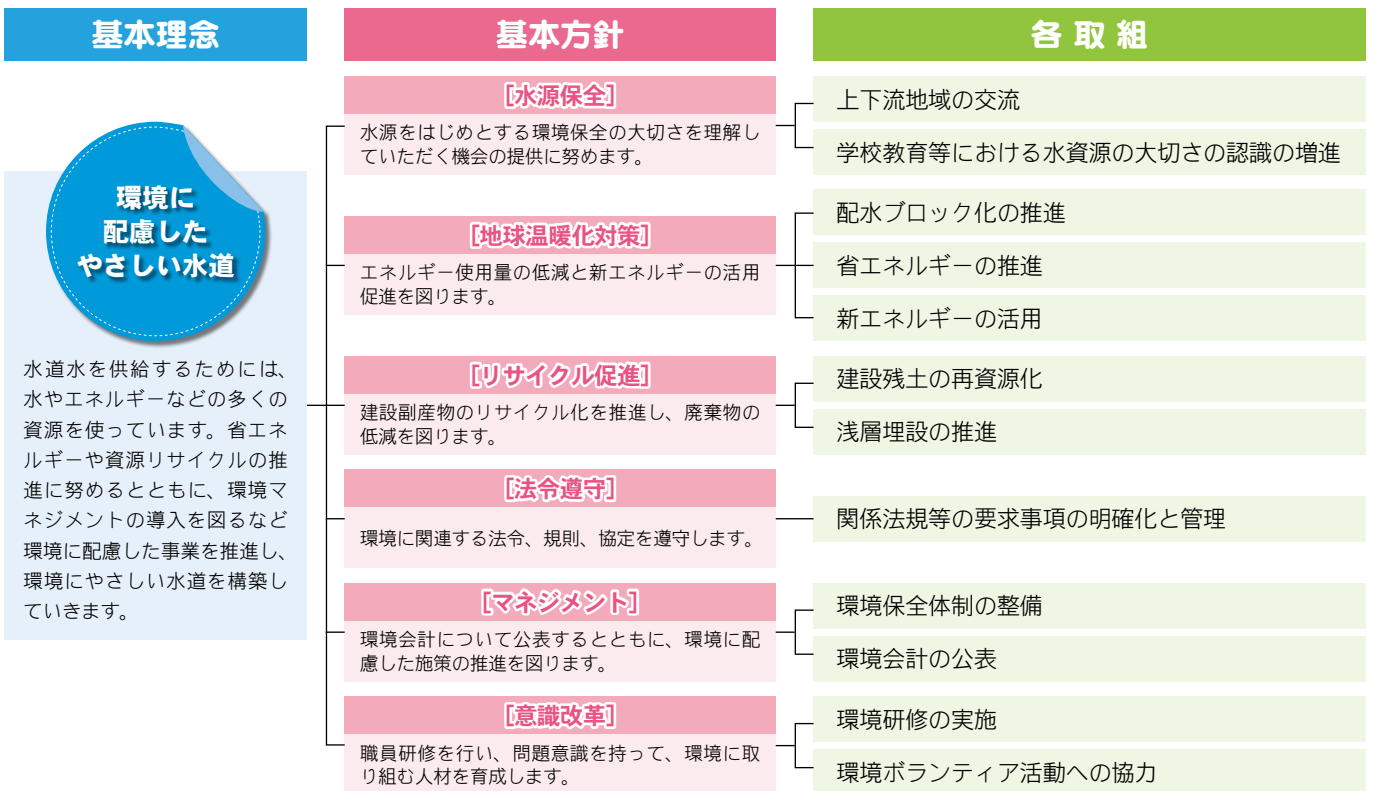 基本理念
基本方針
各取組
環境に
配慮した
やさしい水道
水道水を供給するためには、
水やエネルギーなどの多くの
資源を使っています。省エネ
ルギーや資源リサイクルの推
進に努めるとともに、環境マ
ネジメントの導入を図るなど
環境に配慮した事業を推進し、
環境にやさしい水道を構築し
ていきます。
［水源保全］
水源をはじめとする環境保全の大切さを理解し
ていただく機会の提供に努めます。
上下流地域の交流
学校教育等における水資源の大切さの認識の増進
［地球温暖化対策］
エネルギー使用量の低減と新エネルギーの活用
促進を図ります。
配水ブロック化の推進
省エネルギーの推進
新エネルギーの活用
［リサイクル促進］
建設副産物のリサイクル化を推進し、廃棄物の
低減を図ります。
建設残土の再資源化
浅層埋設の推進
［法令遵守］
環境に関連する法令、規則、協定を遵守します。
関係法規等の要求事項の明確化と管理
［マネジメント］
環境会計について公表するとともに、環境に配
慮した施策の推進を図ります。
環境保全体制の整備
環境会計の公表
［意識改革］
職員研修を行い、問題意識を持って、環境に取
り組む人材を育成します。
環境研修の実施
環境ボランティア活動への協力